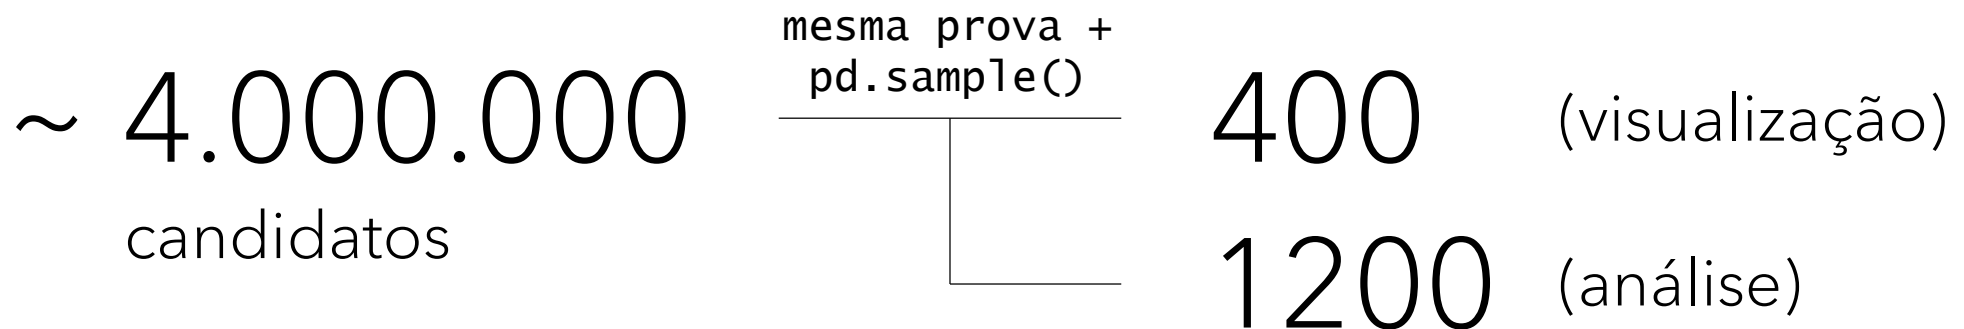 mesma prova +
pd.sample()
~ 4.000.000
candidatos
400 (visualização)
1200 (análise)